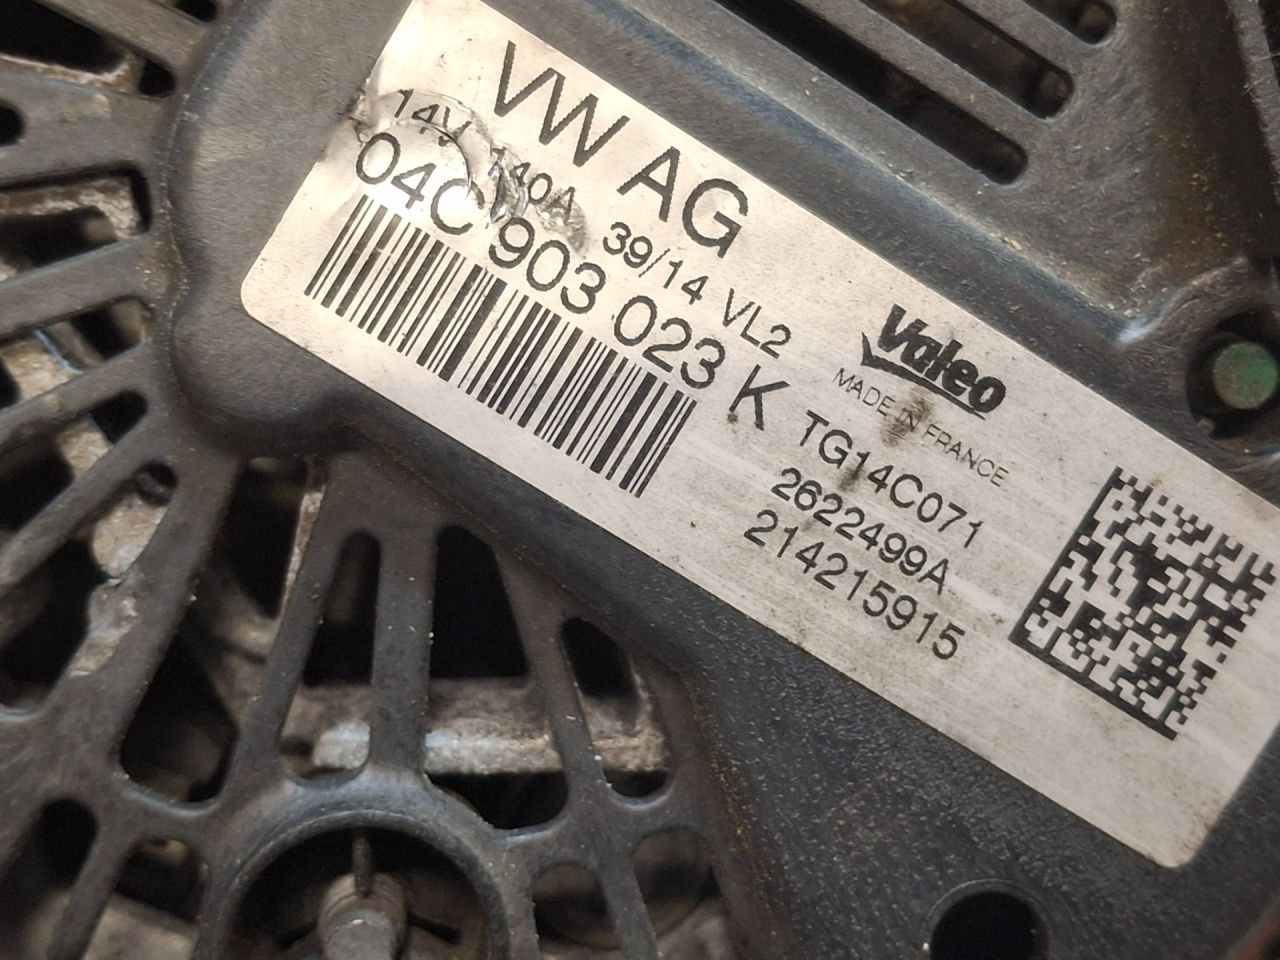 VW AG
14V 140A 39/14 VL2
04C 903 023 K
Valeo
MADE IN FRANCE
TG14C071
2622499A
214215915